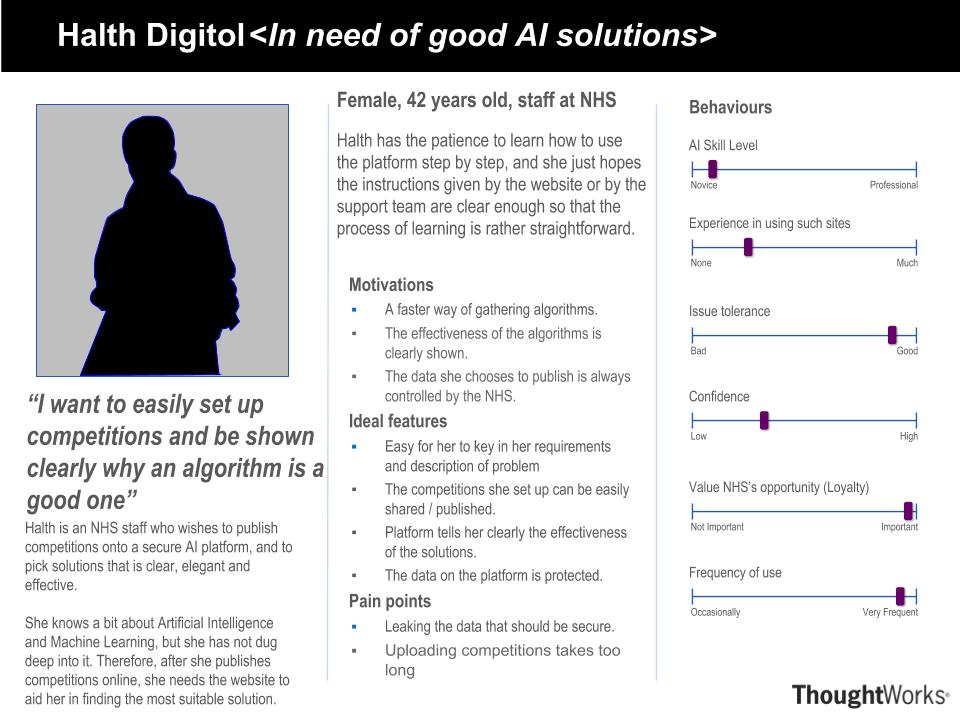 Halth Digitol <In need of good AI solutions>
“I want to easily set up
competitions and be shown
clearly why an algorithm is a
good one”
Halth is an NHS staff who wishes to publish
competitions onto a secure AI platform, and to
pick solutions that is clear, elegant and
effective.
She knows a bit about Artificial Intelligence
and Machine Learning, but she has not dug
deep into it. Therefore, after she publishes
competitions online, she needs the website to
aid her in finding the most suitable solution.
Female, 42 years old, staff at NHS
Halth has the patience to learn how to use
the platform step by step, and she just hopes
the instructions given by the website or by the
support team are clear enough so that the
process of learning is rather straightforward.
Motivations
▪ A faster way of gathering algorithms.
▪ The effectiveness of the algorithms is
clearly shown.
▪ The data she chooses to publish is always
controlled by the NHS.
Ideal features
▪ Easy for her to key in her requirements
and description of problem
▪ The competitions she set up can be easily
shared / published.
▪ Platform tells her clearly the effectiveness
of the solutions.
▪ The data on the platform is protected.
Pain points
▪ Leaking the data that should be secure.
▪ Uploading competitions takes too
long
Behaviours
AI Skill Level
Novice Professional
Experience in using such sites
None Much
Issue tolerance
Bad Good
Confidence
Low High
Value NHS’s opportunity (Loyalty)
Not Important Important
Frequency of use
Occasionally Very Frequent
ThoughtWorks®